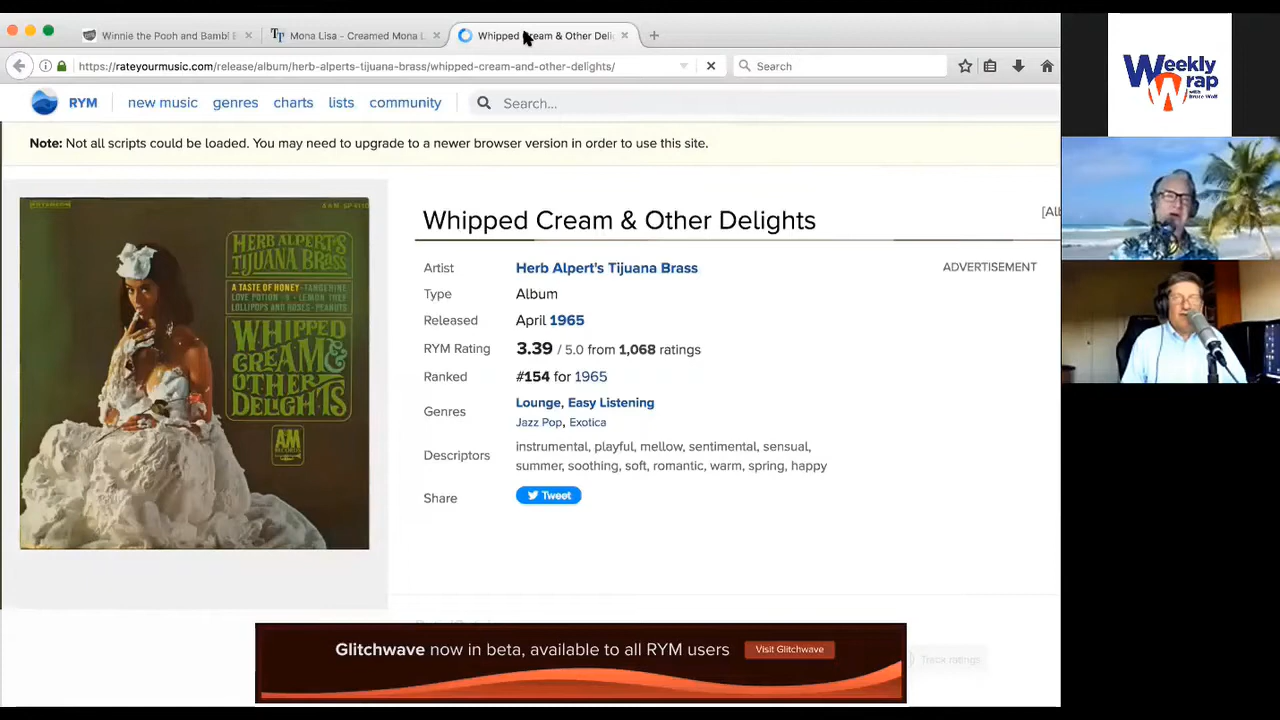 Winnie the Pooh and Bambi E
Mona Lisa - Creamed Mona L
Whipped Cream & Other Deli
https://rateyourmusic.com/release/album/herb-alperts-tijuana-brass/whipped-cream-and-other-delights/
Search
RYM
new music
genres
charts
lists
community
Search...
Note: Not all scripts could be loaded. You may need to upgrade to a newer browser version in order to use this site.
HERB ALPERT'S
TIJUANA BRASS
A TASTE OF HONEY · TANGERINE
LOVE POTION #9 · LEMON TREE
LOLLIPOPS AND ROSES · PEANUTS
WHIPPED
CREAM &
OTHER
DELIGHTS
A&M
RECORDS
Whipped Cream & Other Delights
[Alb
Artist Herb Alpert's Tijuana Brass
ADVERTISEMENT
Type Album
Released April 1965
RYM Rating 3.39 / 5.0 from 1,068 ratings
Ranked #154 for 1965
Genres Lounge, Easy Listening
Jazz Pop, Exotica
Descriptors instrumental, playful, mellow, sentimental, sensual,
summer, soothing, soft, romantic, warm, spring, happy
Share Tweet
Glitchwave now in beta, available to all RYM users
Visit Glitchwave
Track ratings
Weekly
Wrap
with
Bruce Wolf